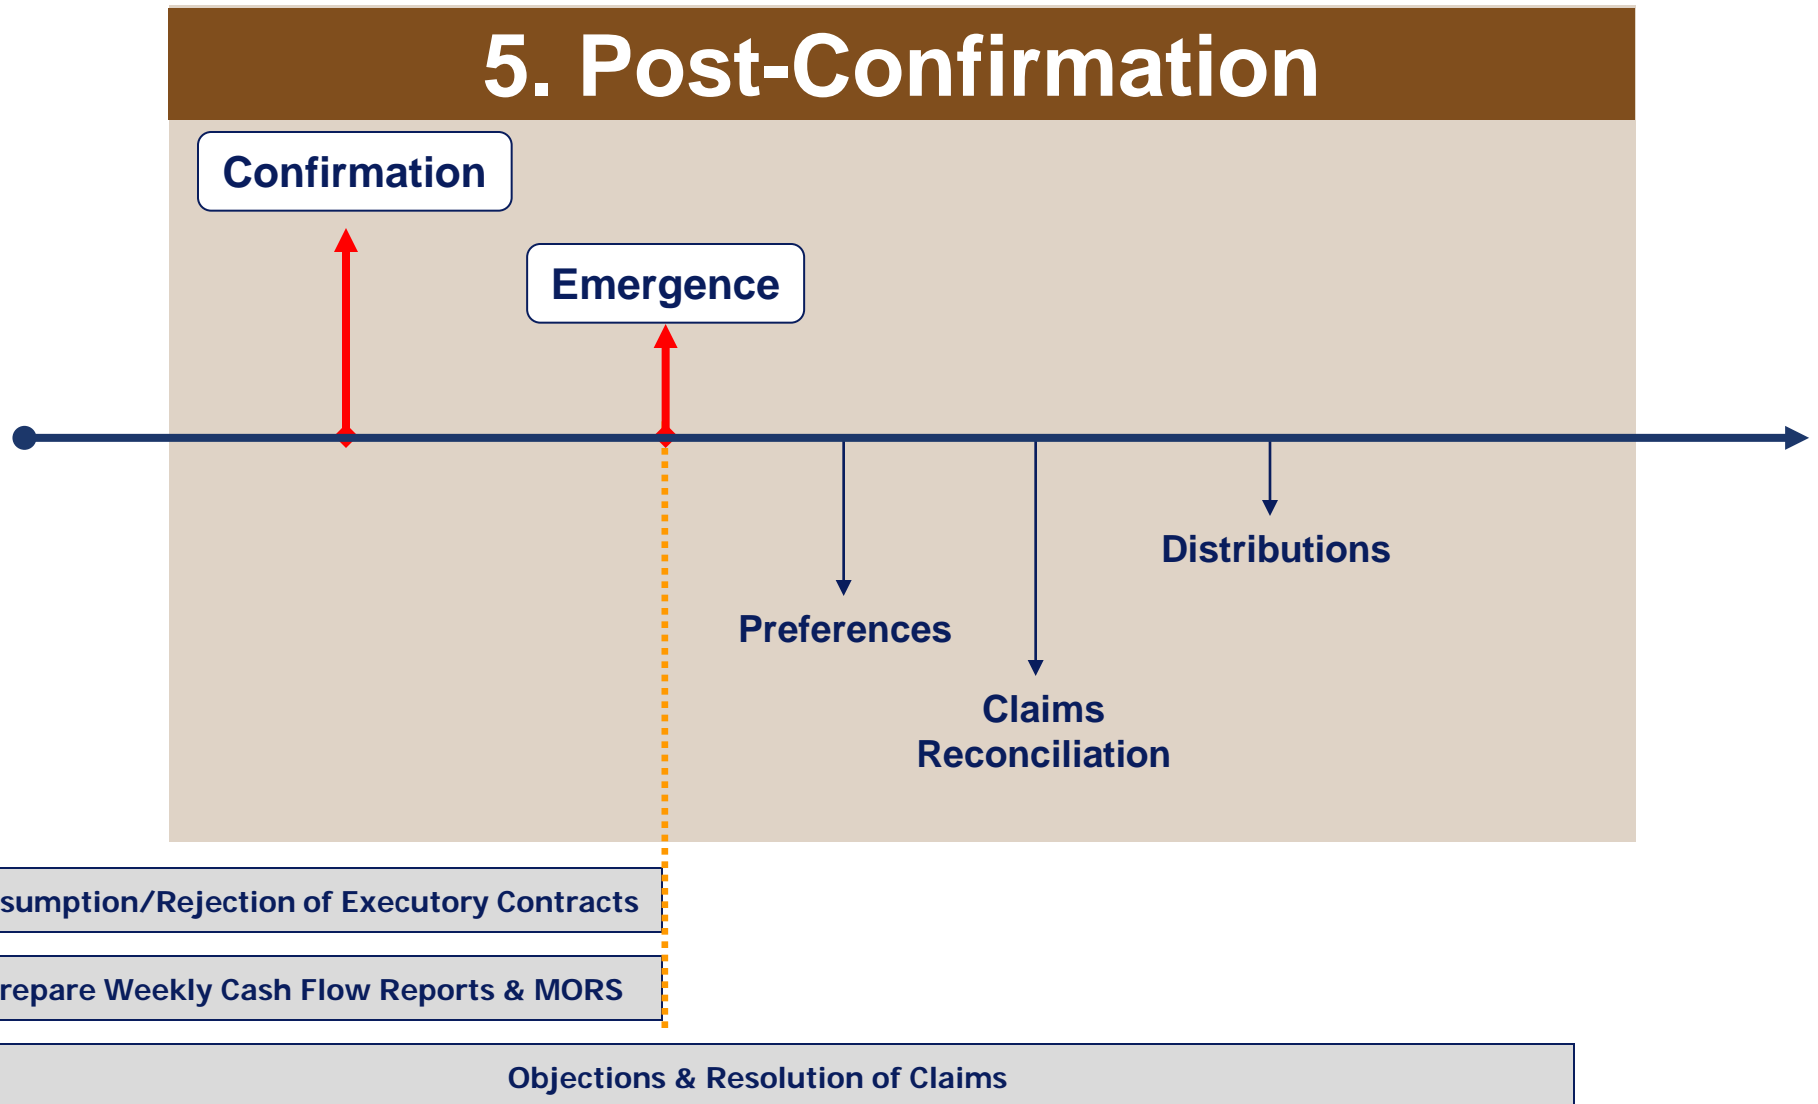 5. Post-Confirmation
Confirmation
Emergence
Distributions
Preferences
Claims
Reconciliation
sumption/Rejection of Executory Contracts
repare Weekly Cash Flow Reports & MORS
Objections & Resolution of Claims